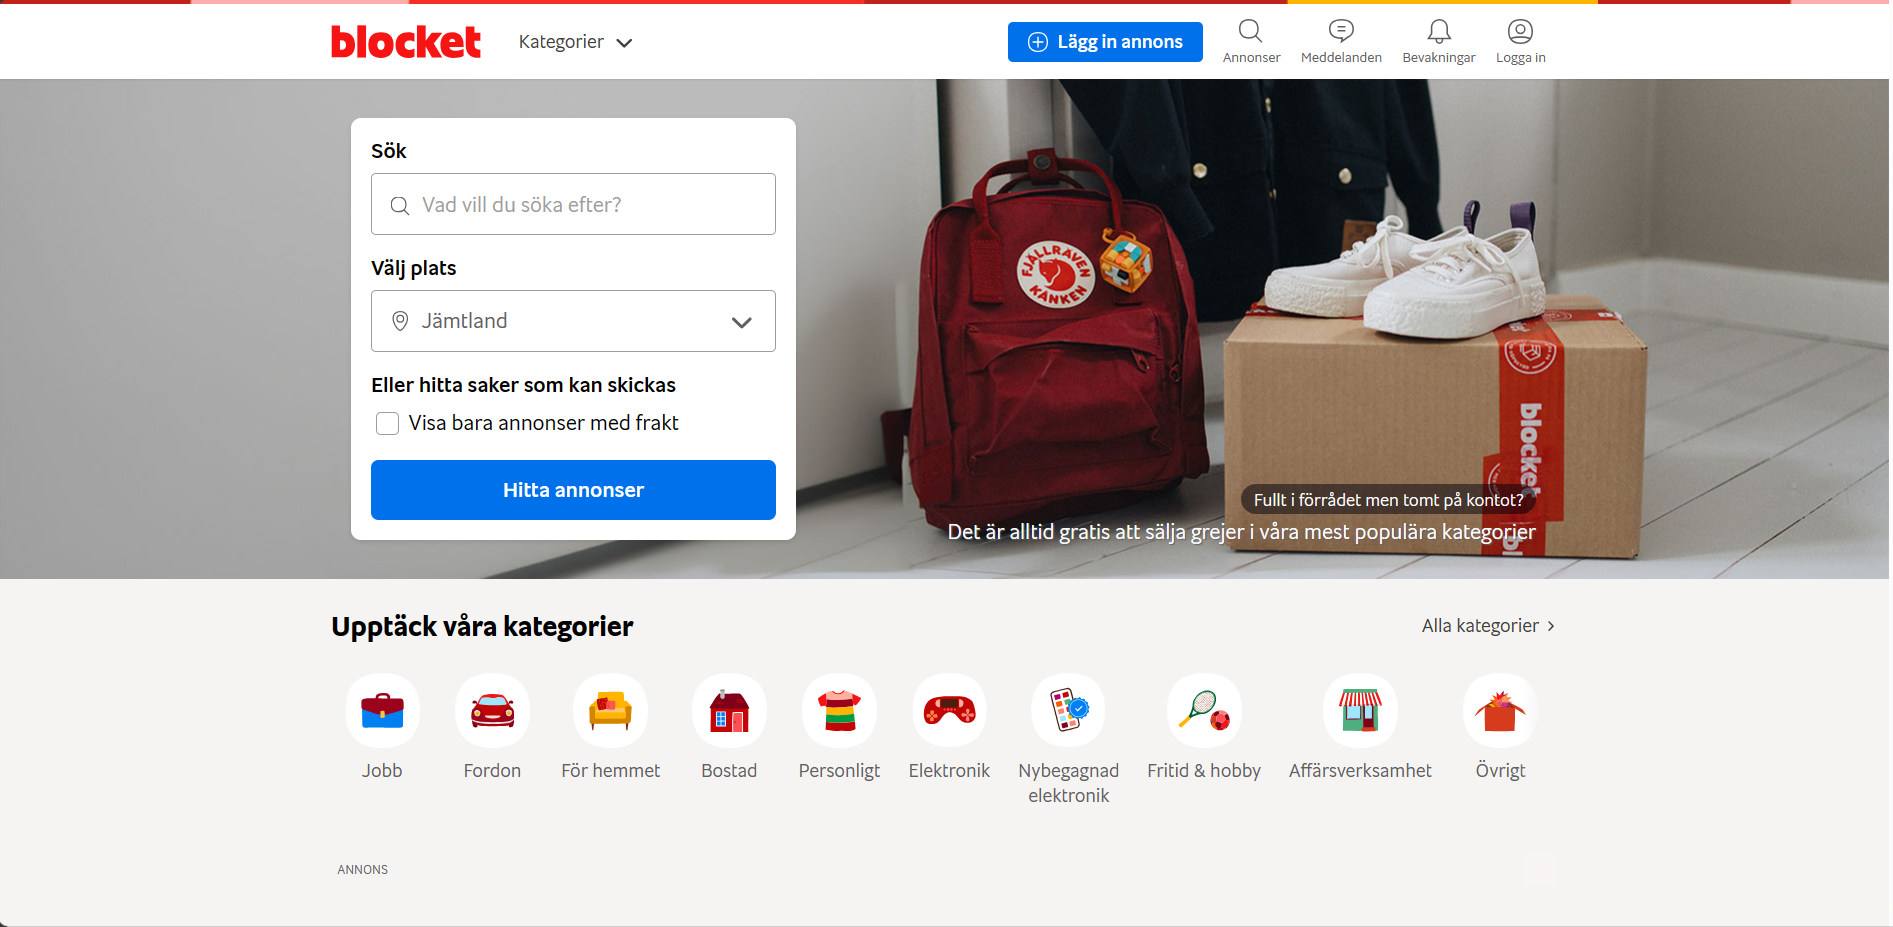 blocket
Kategorier
Lägg in annons
Annonser
Meddelanden
Bevakningar
Logga in
Sök
Vad vill du söka efter?
Välj plats
Jämtland
Eller hitta saker som kan skickas
Visa bara annonser med frakt
Hitta annonser
FJÄLLRÄVEN
KÅNKEN
blocket
Fullt i förrådet men tomt på kontot?
Det är alltid gratis att sälja grejer i våra mest populära kategorier
bl
Upptäck våra kategorier
Alla kategorier
Jobb
Fordon
För hemmet
Bostad
Personligt
Elektronik
Nybegagnad
elektronik
Fritid & hobby
Affärsverksamhet
Övrigt
ANNONS